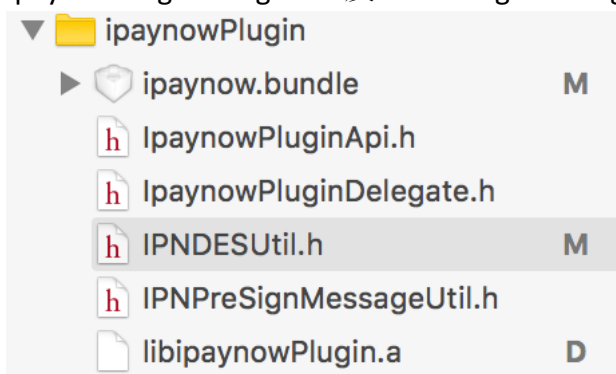 ipaynowPlugin
ipaynow.bundle M
IpaynowPluginApi.h
IpaynowPluginDelegate.h
IPNDESUtil.h M
IPNPreSignMessageUtil.h
libipaynowPlugin.a D